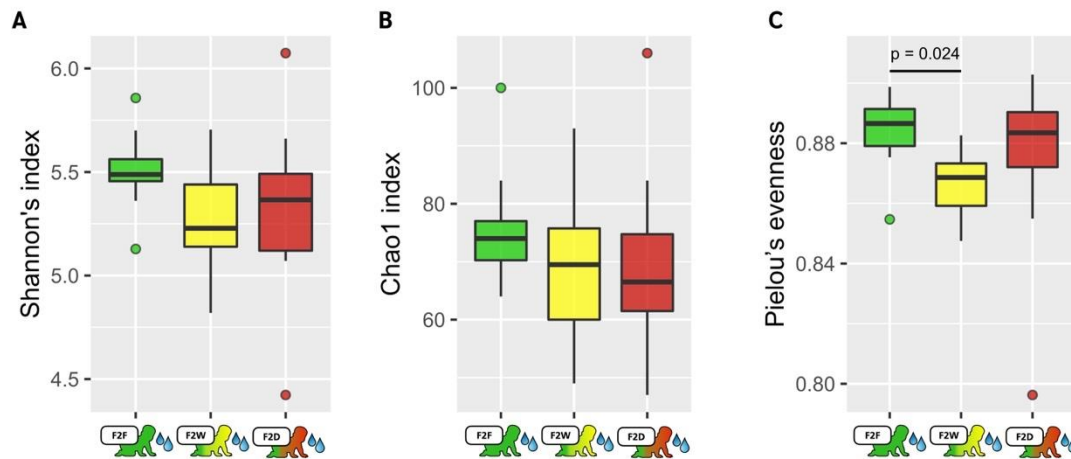 A
Shannon's index
6.0
5.5
5.0
4.5
F2F
F2W
F2D
B
Chao1 index
100
80
60
F2F
F2W
F2D
C
Pielou's evenness
p = 0.024
0.88
0.84
0.80
F2F
F2W
F2D